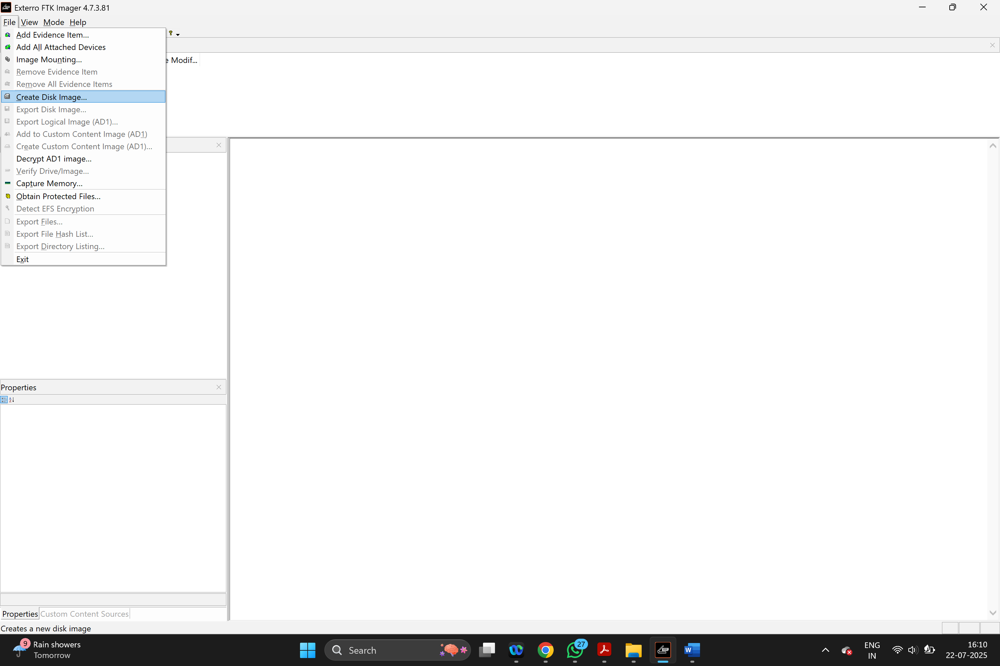 Exterro FTK Imager 4.7.3.81
File View Mode Help
Add Evidence Item...
Add All Attached Devices
Image Mounting...
e Modif...
Remove Evidence Item
Remove All Evidence Items
Create Disk Image...
Export Disk Image...
Export Logical Image (AD1)...
Add to Custom Content Image (AD1)
Create Custom Content Image (AD1)...
Decrypt AD1 image...
Verify Drive/Image...
Capture Memory...
Obtain Protected Files...
Detect EFS Encryption
Export Files...
Export File Hash List...
Export Directory Listing...
Exit
Properties
Properties Custom Content Sources
Creates a new disk image
9
Rain showers
Tomorrow
Search
27
ENG
IN
16:10
22-07-2025